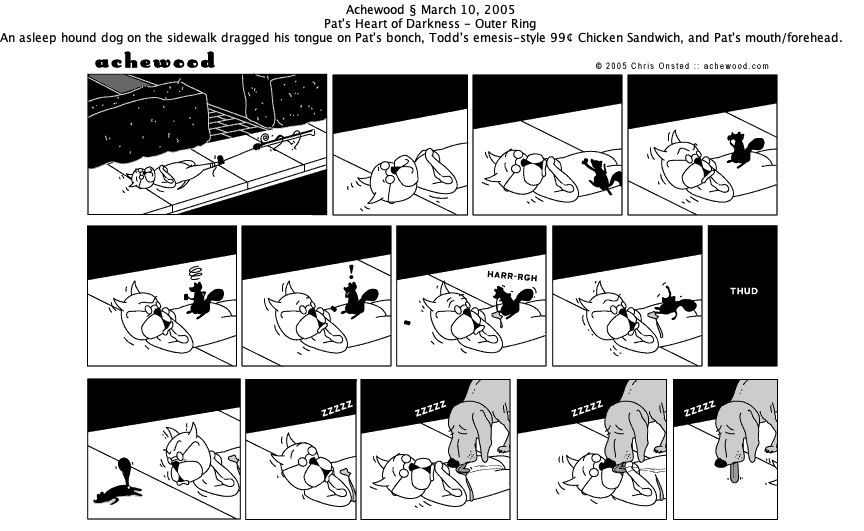 Achewood § March 10, 2005
Pat's Heart of Darkness - Outer Ring
An asleep hound dog on the sidewalk dragged his tongue on Pat's bonch, Todd's emesis-style 99¢ Chicken Sandwich, and Pat's mouth/forehead.
achewood
© 2005 Chris Onstad :: achewood.com
!
HARR-RGH
THUD
ZZZZZ
ZZZZZ
ZZZZZ
ZZZZZ